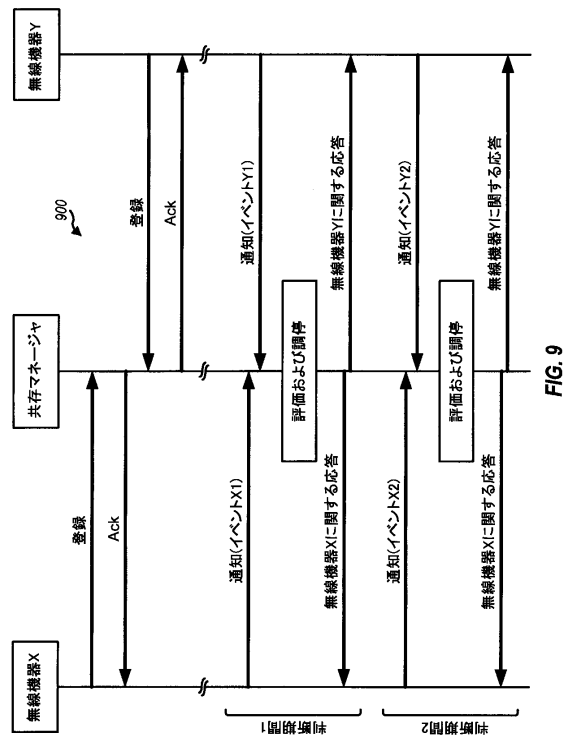 無線機器X
共存マネージャ
無線機器Y
900
登録
Ack
登録
Ack
判断期間1
通知(イベントX1)
通知(イベントY1)
評価および調停
無線機器Xに関する応答
無線機器Yに関する応答
判断期間2
通知(イベントX2)
通知(イベントY2)
評価および調停
無線機器Xに関する応答
無線機器Yに関する応答
FIG. 9